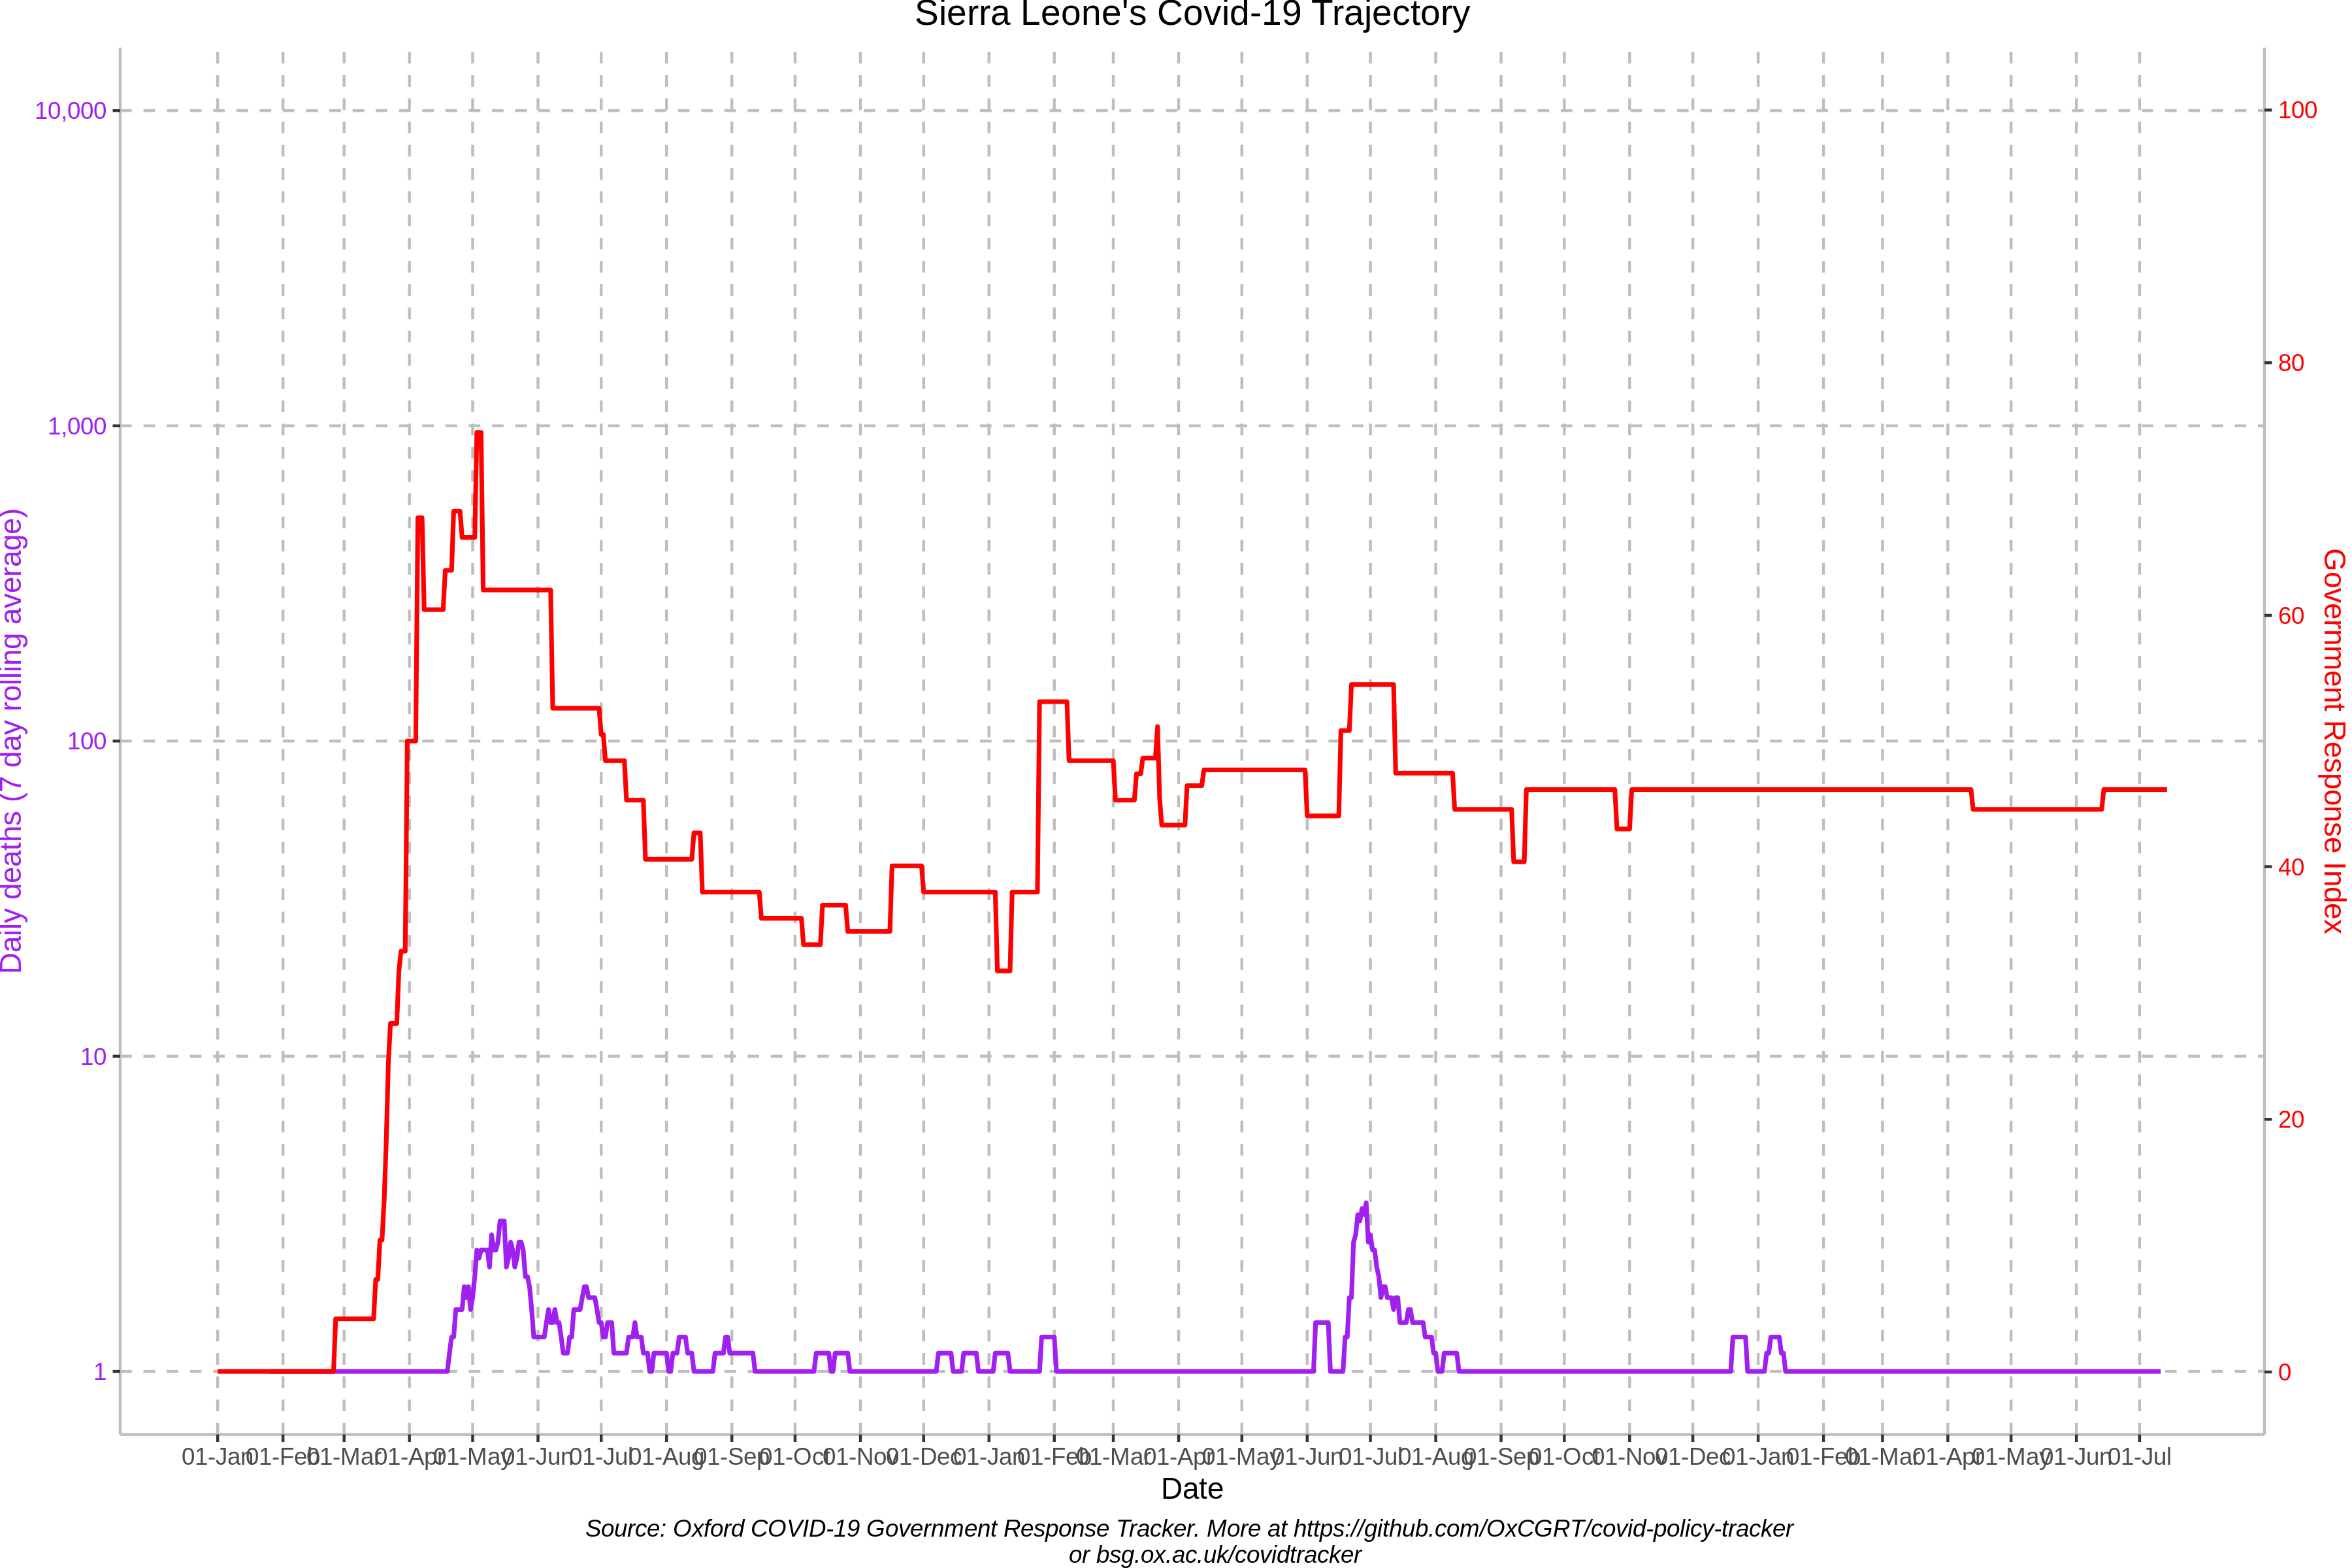 Sierra Leone's Covid-19 Trajectory
10,000
1,000
100
10
1
Daily deaths (7 day rolling average)
100
80
60
40
20
0
Government Response Index
01-Jan 01-Feb 01-Mar 01-Apr 01-May 01-Jun 01-Jul 01-Aug 01-Sep 01-Oct 01-Nov 01-Dec 01-Jan 01-Feb 01-Mar 01-Apr 01-May 01-Jun 01-Jul 01-Aug 01-Sep 01-Oct 01-Nov 01-Dec 01-Jan 01-Feb 01-Mar 01-Apr 01-May 01-Jun 01-Jul
Date
Source: Oxford COVID-19 Government Response Tracker. More at https://github.com/OxCGRT/covid-policy-tracker
or bsg.ox.ac.uk/covidtracker